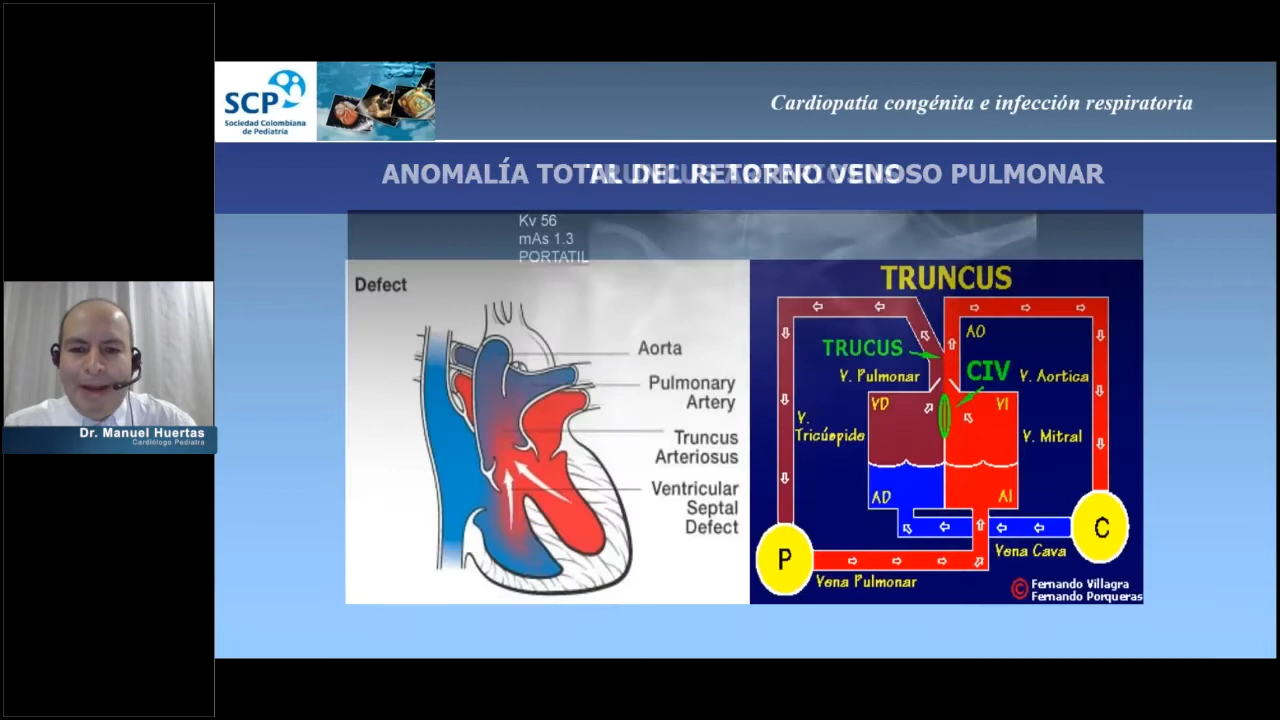 SCP
Sociedad Colombiana
de Pediatría
Cardiopatía congénita e infección respiratoria
ANOMALÍA TOTAL DEL RETORNO VENOSO PULMONAR
Kv 56
mAs 1.3
PORTATIL
Defect
Aorta
Pulmonary
Artery
Truncus
Arteriosus
Ventricular
Septal
Defect
TRUNCUS
AO
TRUCUS
CIV
V. Pulmonar
V. Aortica
VD
VI
V.
Tricúspide
V. Mitral
AD
AI
P
C
Vena Cava
Vena Pulmonar
© Fernando Villagra
Fernando Porqueras
Dr. Manuel Huertas
Cardiólogo Pediatra